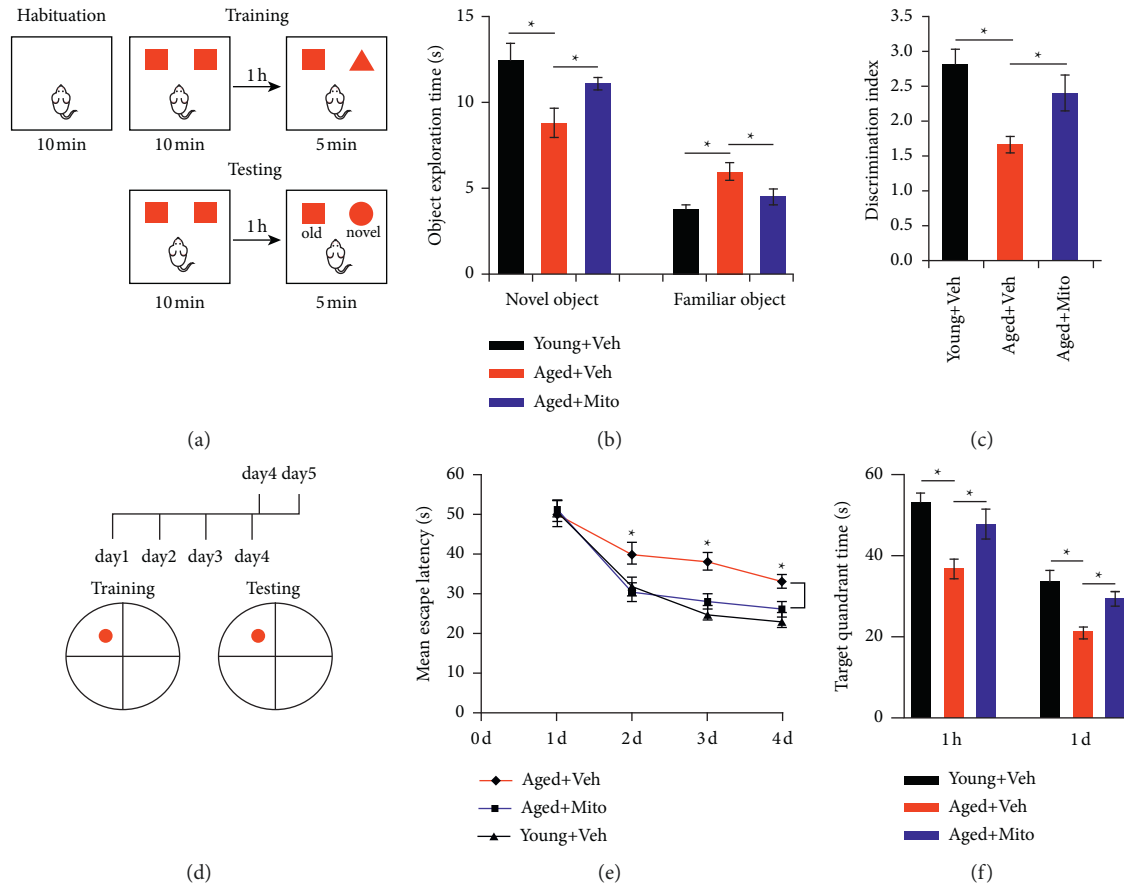 Habituation
Training
1 h
10 min
10 min
5 min
Testing
1 h
old
novel
10 min
5 min
(a)
Object exploration time (s)
15
10
5
0
*
*
*
*
Novel object
Familiar object
Young+Veh
Aged+Veh
Aged+Mito
(b)
Discrimination index
3.5
3.0
2.5
2.0
1.5
1.0
0.5
0.0
*
*
Young+Veh
Aged+Veh
Aged+Mito
(c)
day4 day5
day1 day2 day3 day4
Training
Testing
(d)
Mean escape latency (s)
60
50
40
30
20
10
0
*
*
*
0 d 1 d 2 d 3 d 4 d
Aged+Veh
Aged+Mito
Young+Veh
(e)
Target quandrant time (s)
60
40
20
0
*
*
*
*
1 h
1 d
Young+Veh
Aged+Veh
Aged+Mito
(f)